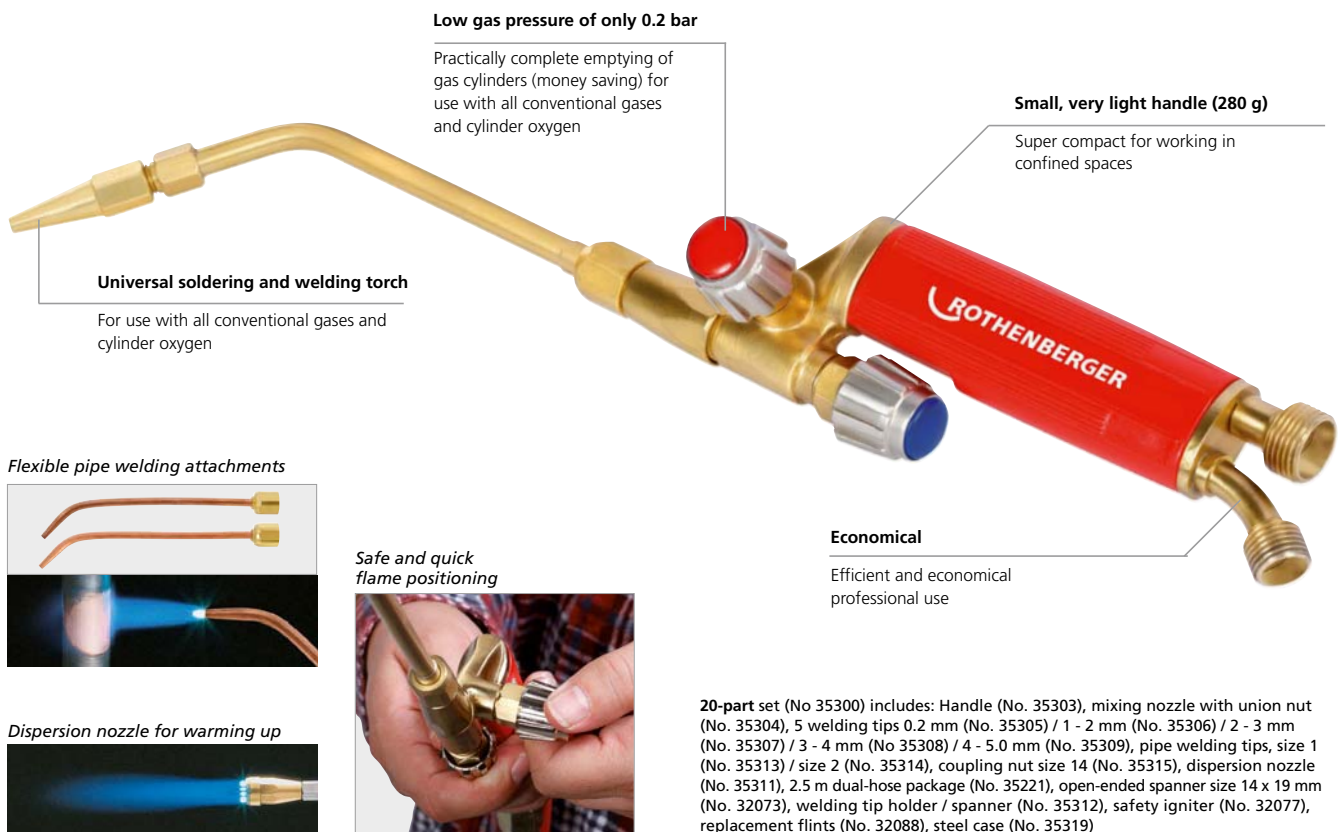 Low gas pressure of only 0.2 bar
Practically complete emptying of
gas cylinders (money saving) for
use with all conventional gases
and cylinder oxygen
Small, very light handle (280 g)
Super compact for working in
confined spaces
Universal soldering and welding torch
For use with all conventional gases and
cylinder oxygen
ROTHENBERGER
Flexible pipe welding attachments
Safe and quick
flame positioning
Economical
Efficient and economical
professional use
Dispersion nozzle for warming up
20-part set (No 35300) includes: Handle (No. 35303), mixing nozzle with union nut
(No. 35304), 5 welding tips 0.2 mm (No. 35305) / 1 - 2 mm (No. 35306) / 2 - 3 mm
(No. 35307) / 3 - 4 mm (No 35308) / 4 - 5.0 mm (No. 35309), pipe welding tips, size 1
(No. 35313) / size 2 (No. 35314), coupling nut size 14 (No. 35315), dispersion nozzle
(No. 35311), 2.5 m dual-hose package (No. 35221), open-ended spanner size 14 x 19 mm
(No. 32073), welding tip holder / spanner (No. 35312), safety igniter (No. 32077),
replacement flints (No. 32088), steel case (No. 35319)